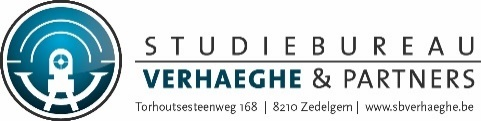 STUDIEBUREAU
VERHAEGHE & PARTNERS
Torhoutsesteenweg 168 | 8210 Zedelgem | www.sbverhaeghe.be